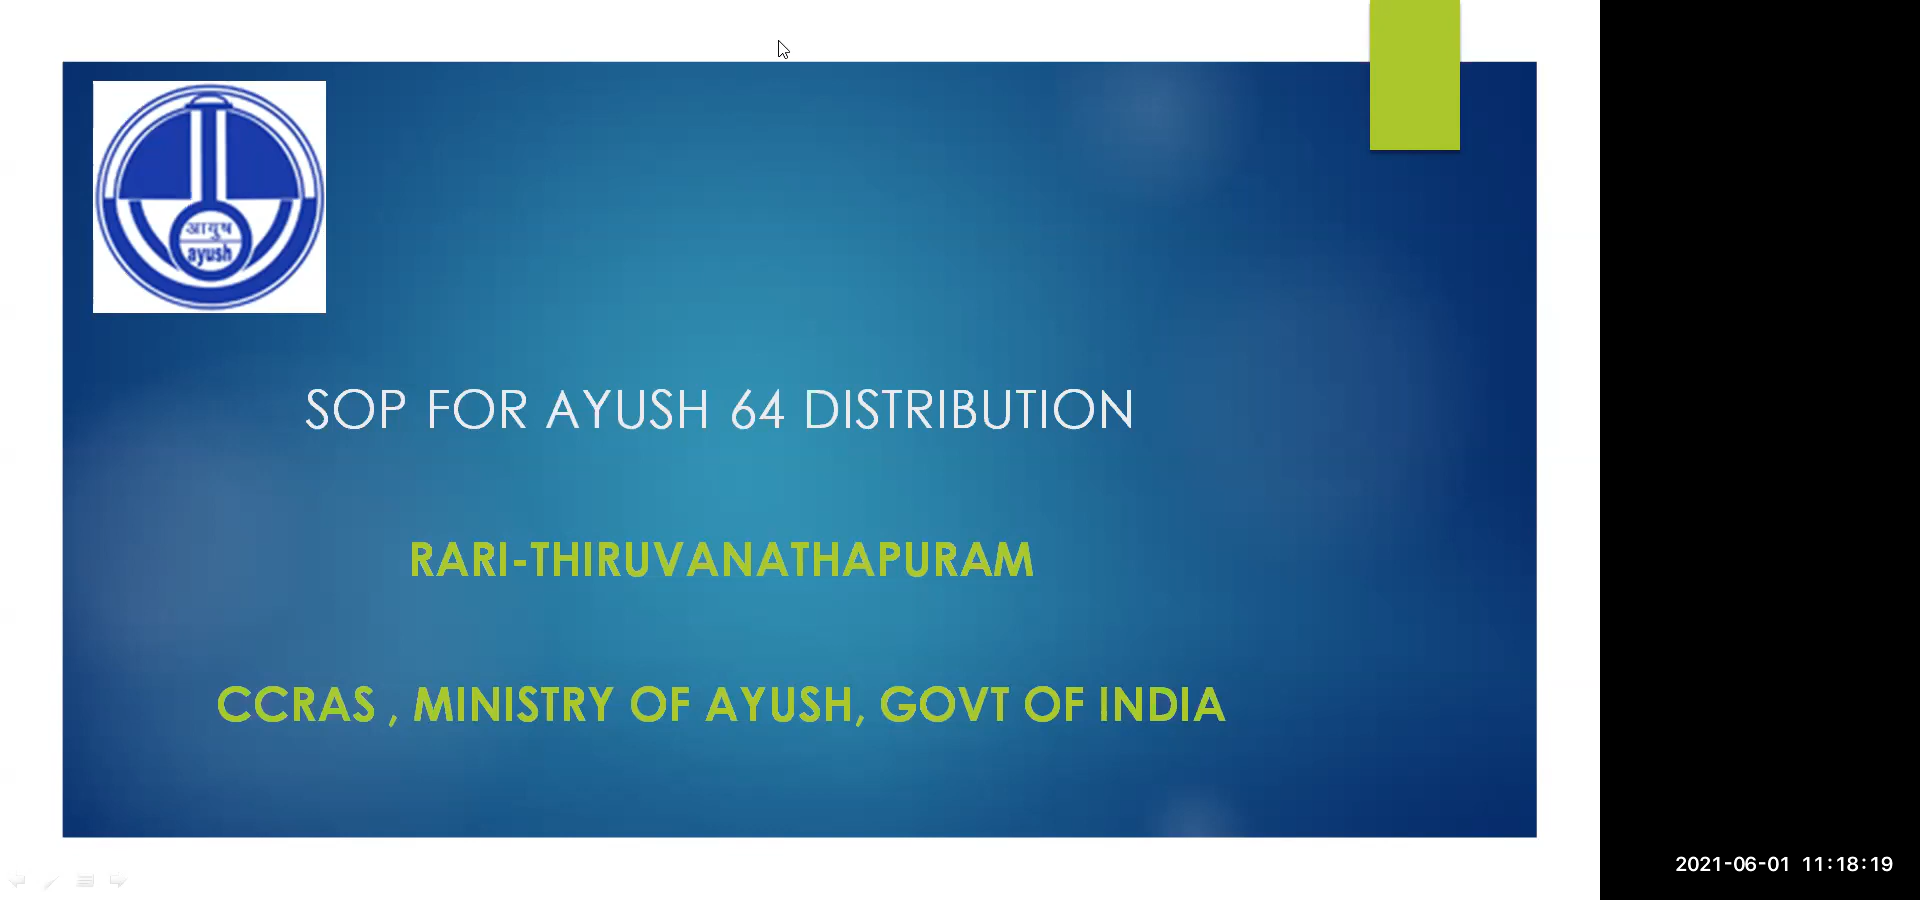 आयुष
ayush
SOP FOR AYUSH 64 DISTRIBUTION
RARI-THIRUVANATHAPURAM
CCRAS , MINISTRY OF AYUSH, GOVT OF INDIA
2021-06-01 11:18:19